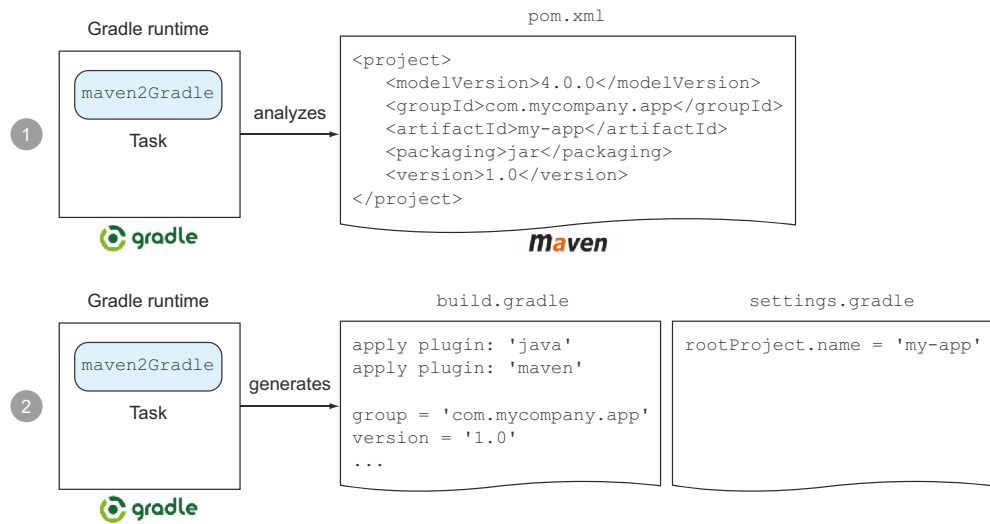 pom.xml
Gradle runtime
<project>
<modelVersion>4.0.0</modelVersion>
<groupId>com.mycompany.app</groupId>
<artifactId>my-app</artifactId>
<packaging>jar</packaging>
<version>1.0</version>
</project>
maven2Gradle
Task
analyzes
1
gradle
maven
Gradle runtime
build.gradle
settings.gradle
maven2Gradle
Task
generates
2
apply plugin: 'java'
apply plugin: 'maven'
group = 'com.mycompany.app'
version = '1.0'
...
rootProject.name = 'my-app'
gradle